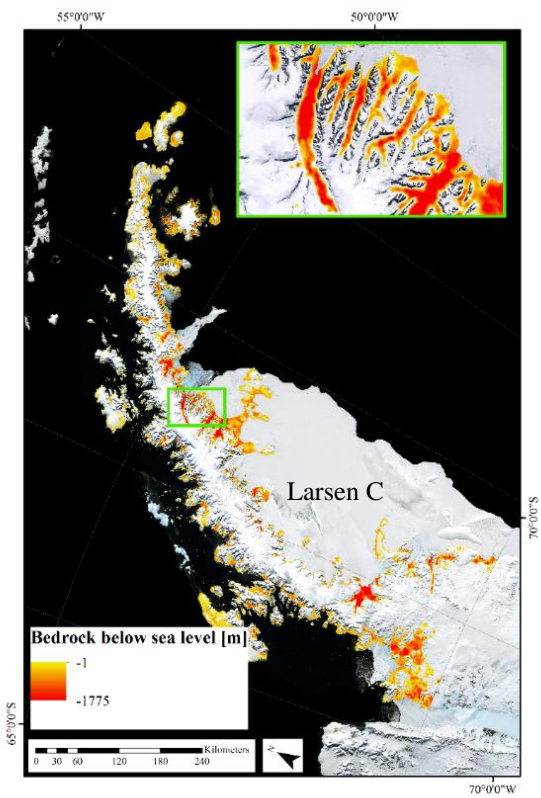 55°0'0"W
50°0'0"W
Larsen C
70°0'0"S
Bedrock below sea level [m]
-1
-1775
65°0'0"S
Kilometers
0 30 60 120 180 240
N
70°0'0"W